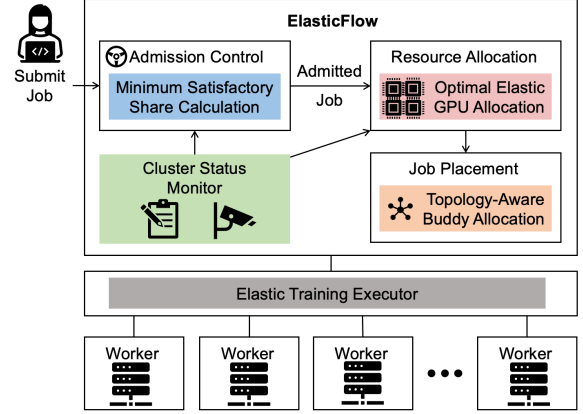 ElasticFlow
Submit
Job
Admission Control
Minimum Satisfactory
Share Calculation
Admitted
Job
Resource Allocation
Optimal Elastic
GPU Allocation
Cluster Status
Monitor
Job Placement
Topology-Aware
Buddy Allocation
Elastic Training Executor
Worker
Worker
Worker
Worker